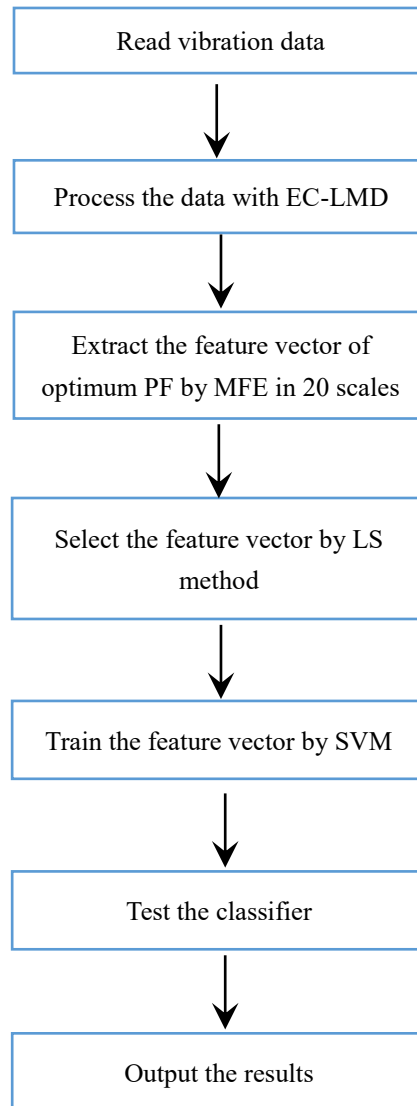 Read vibration data
Process the data with EC-LMD
Extract the feature vector of
optimum PF by MFE in 20 scales
Select the feature vector by LS
method
Train the feature vector by SVM
Test the classifier
Output the results